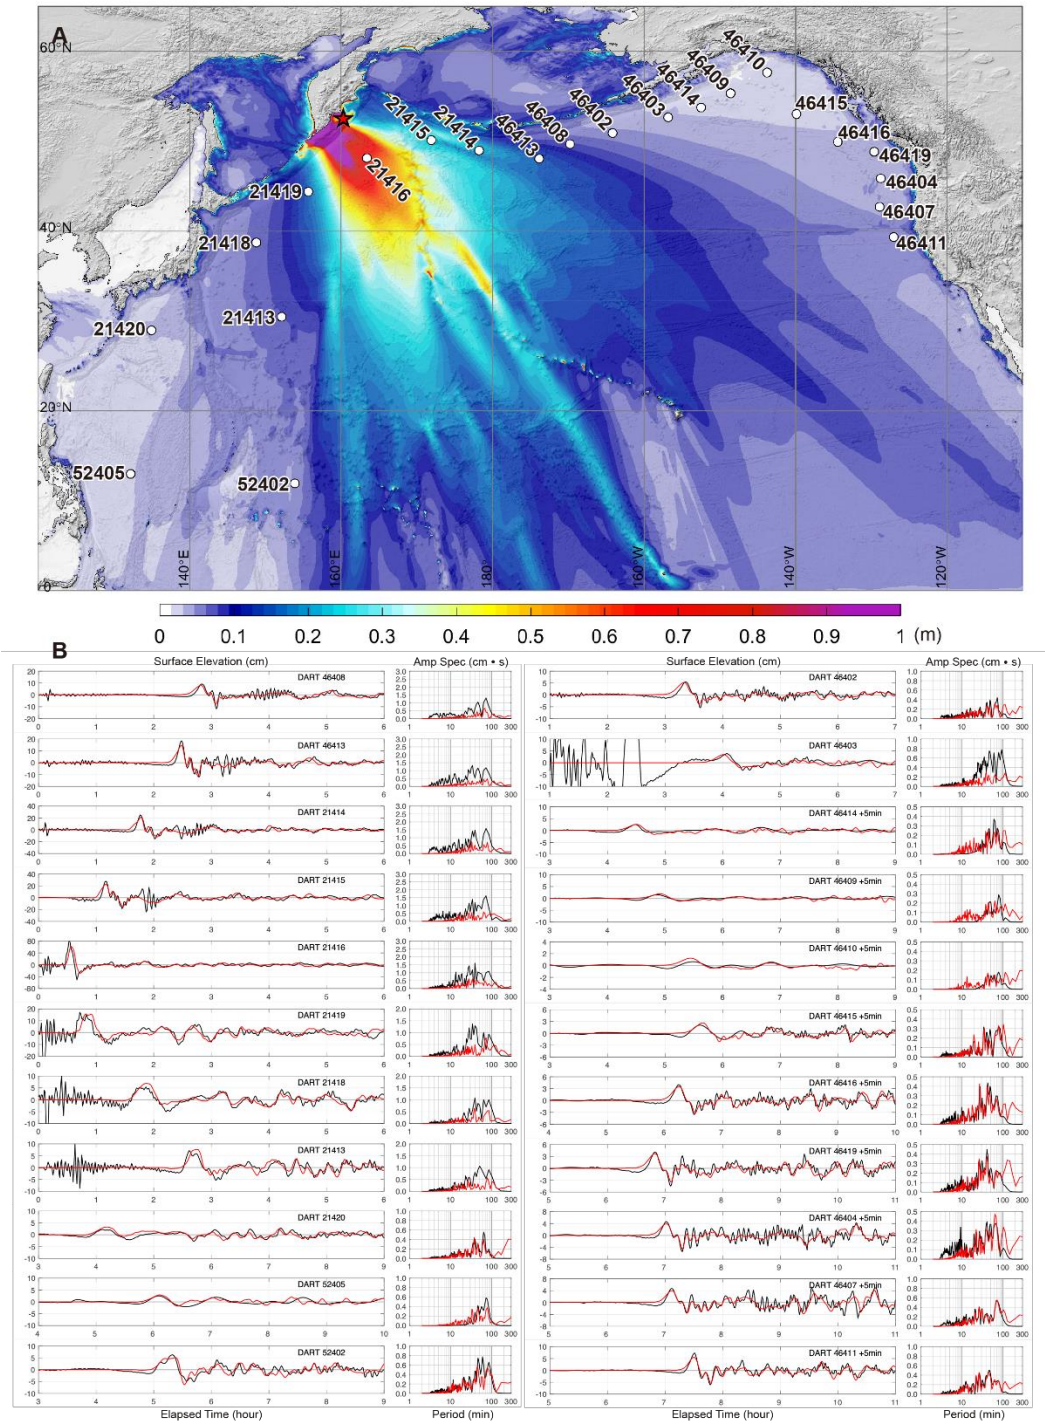 A
60°N
40°N
20°N
0°
140°E
160°E
180°
160°W
140°W
120°W
46410
46409
46414
46403
46402
46408
46413
21414
21415
21416
21419
21418
21413
21420
52405
52402
46415
46416
46419
46404
46407
46411
0 0.1 0.2 0.3 0.4 0.5 0.6 0.7 0.8 0.9 1 (m)
B
Surface Elevation (cm) Amp Spec (cm • s) Surface Elevation (cm) Amp Spec (cm • s)
DART 46408 DART 46402
DART 46413 DART 46403
DART 21414 DART 46414 +5min
DART 21415 DART 46409 +5min
DART 21416 DART 46410 +5min
DART 21419 DART 46415 +5min
DART 21418 DART 46416 +5min
DART 21413 DART 46419 +5min
DART 21420 DART 46404 +5min
DART 52405 DART 46407 +5min
DART 52402 DART 46411 +5min
Elapsed Time (hour) Period (min) Elapsed Time (hour) Period (min)